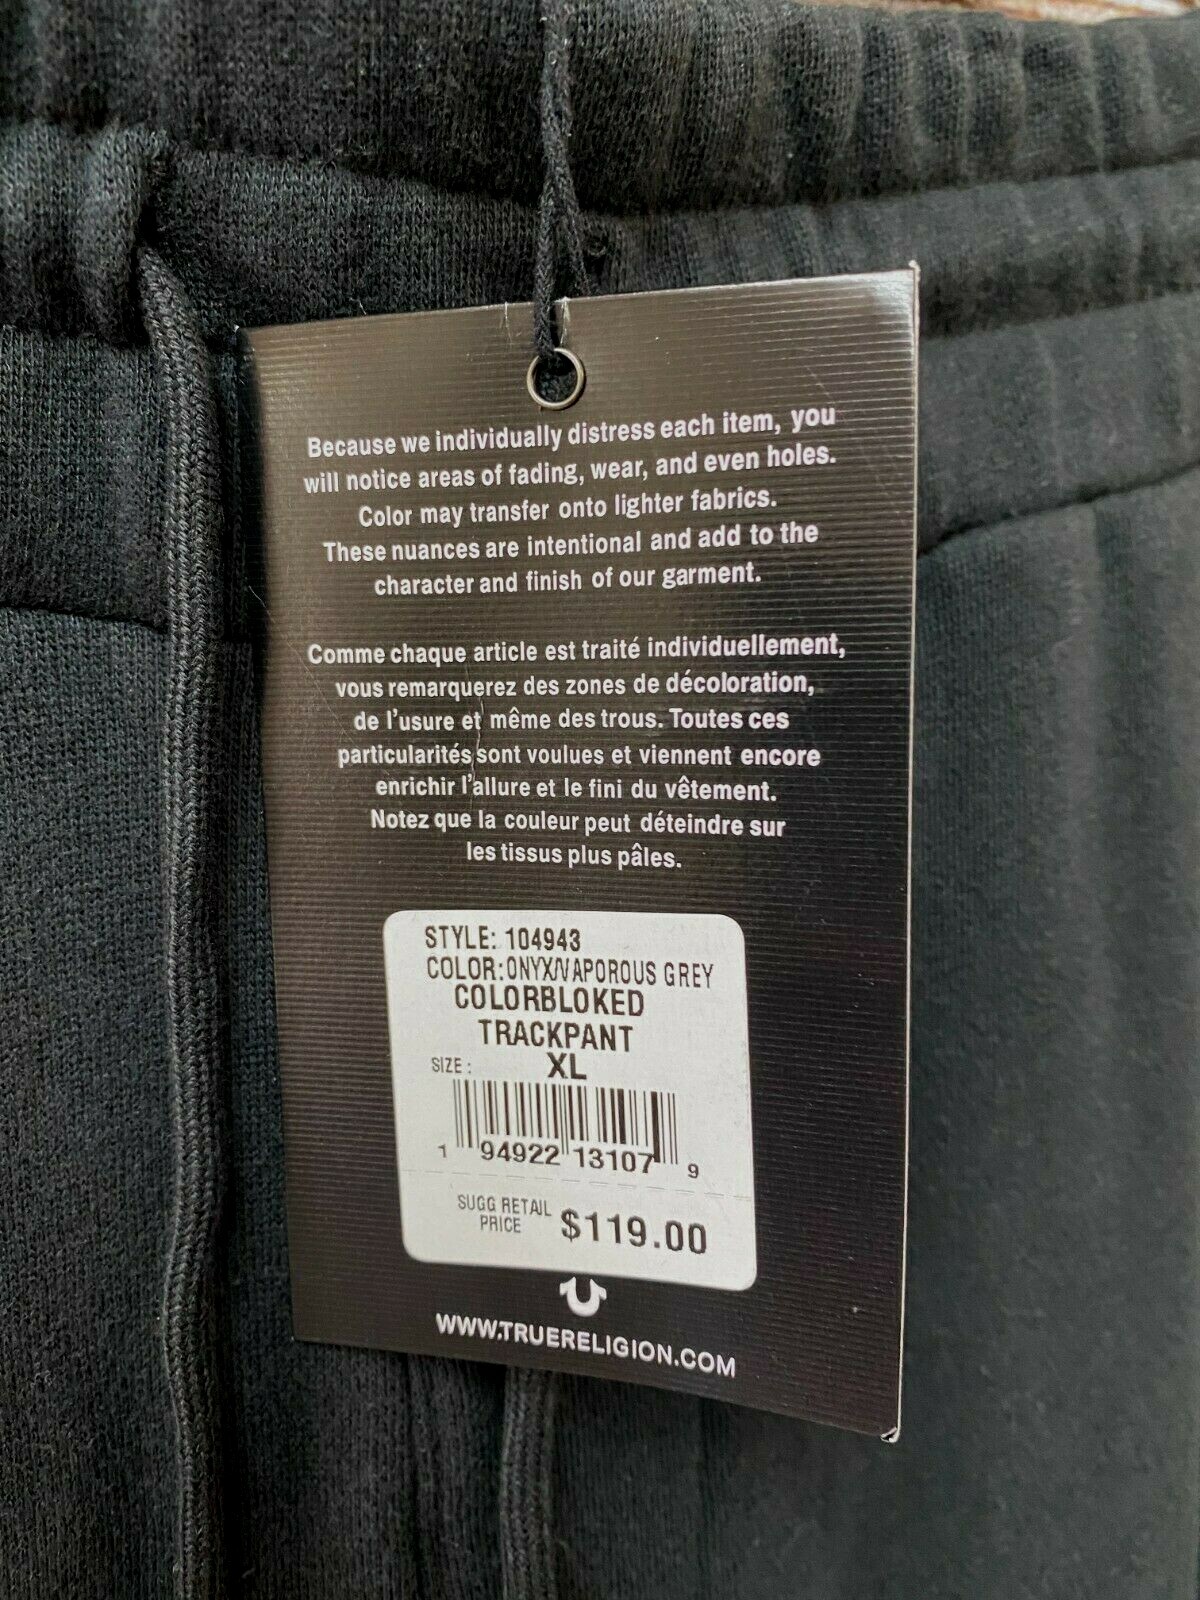 Because we individually distress each item, you
will notice areas of fading, wear, and even holes.
Color may transfer onto lighter fabrics.
These nuances are intentional and add to the
character and finish of our garment.
Comme chaque article est traité individuellement,
vous remarquerez des zones de décoloration,
de l'usure et même des trous. Toutes ces
particularités sont voulues et viennent encore
enrichir l'allure et le fini du vêtement.
Notez que la couleur peut déteindre sur
les tissus plus pâles.
STYLE: 104943
COLOR:ONYX/VAPOROUS GREY
COLORBLOKED
TRACKPANT
SIZE: XL
1 94922 13107 9
SUGG RETAIL
PRICE $119.00
WWW.TRUERELIGION.COM